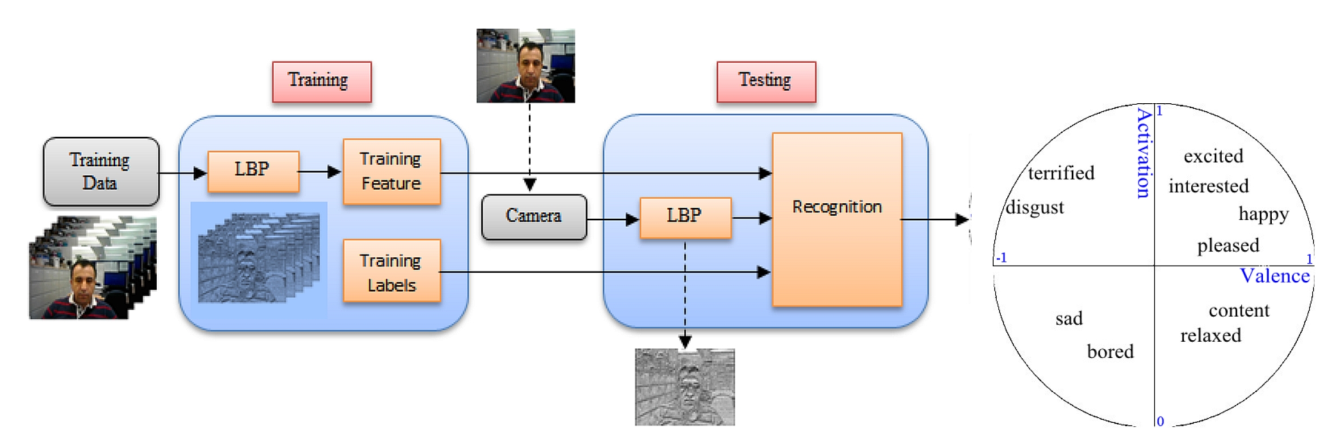 Training
Testing
Training
Data
LBP
Training
Feature
Training
Labels
Camera
LBP
Recognition
1
Activation
terrified
disgust
excited
interested
happy
pleased
-1
1
Valence
sad
bored
content
relaxed
0